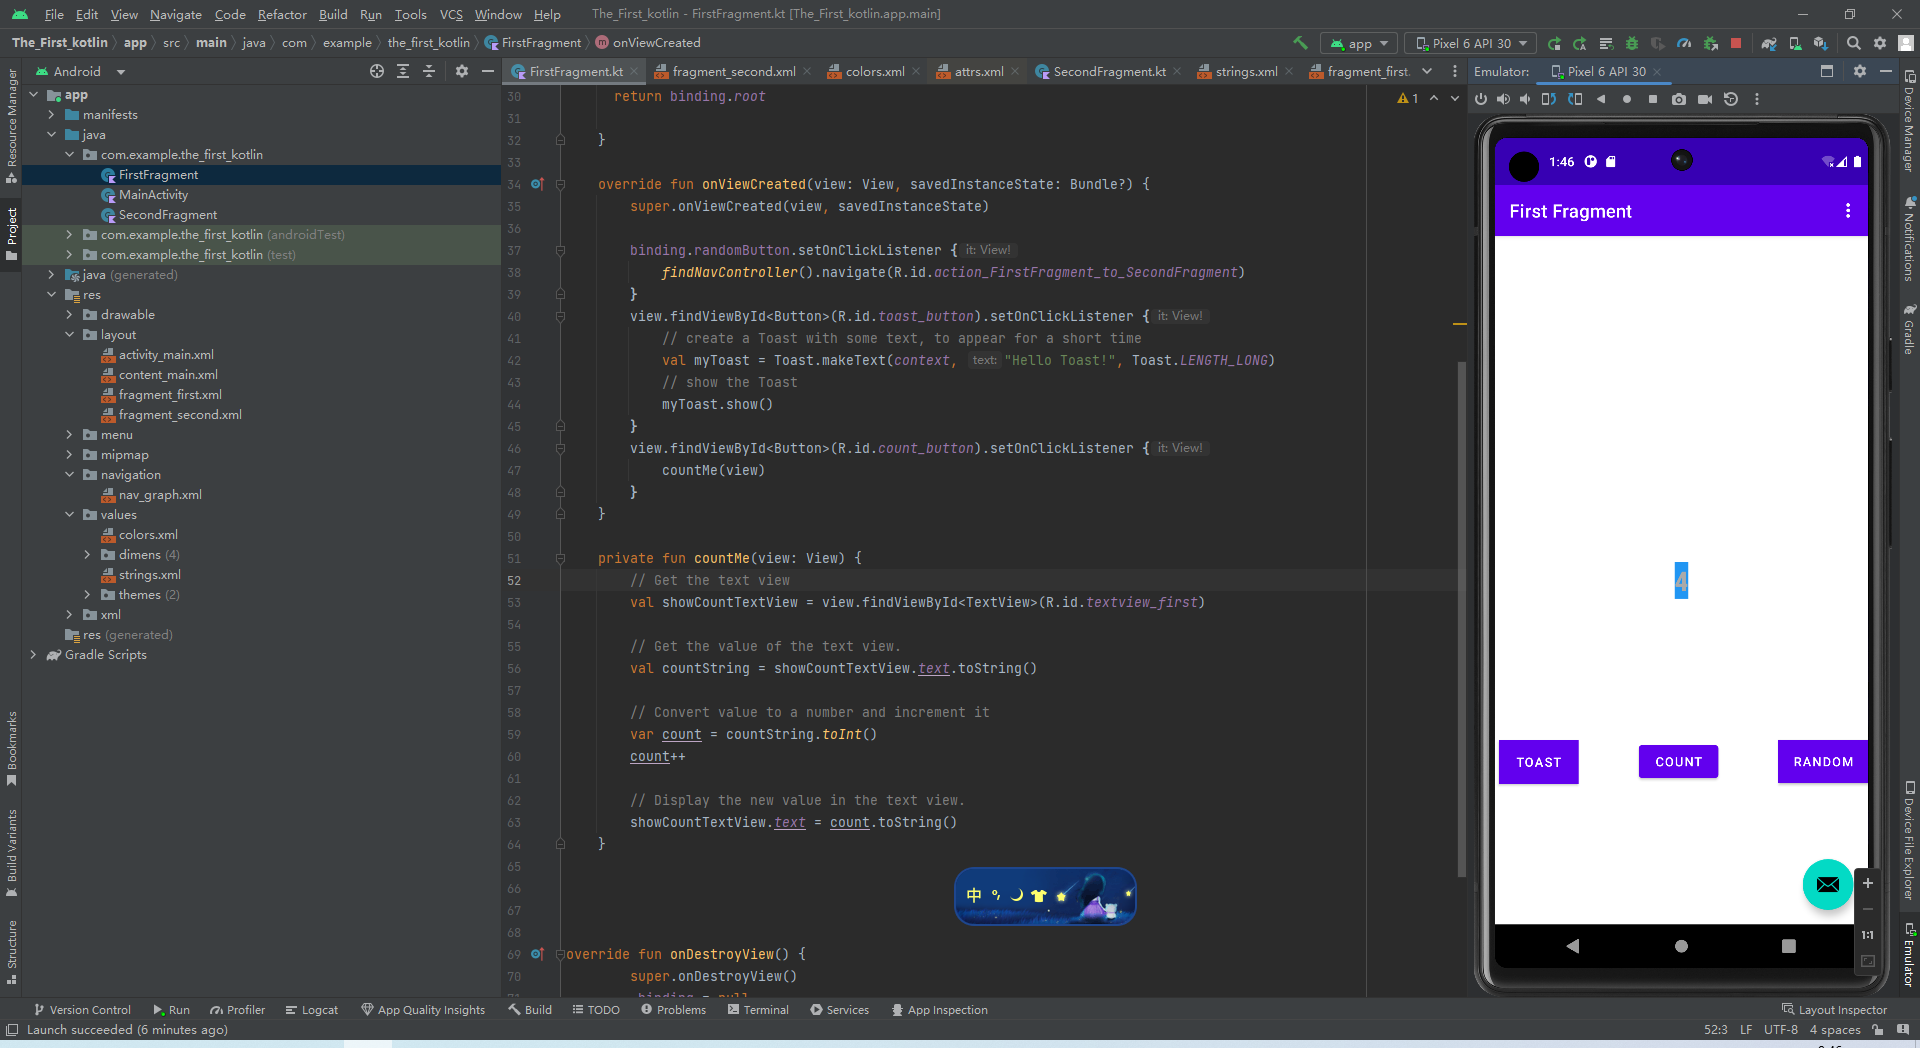 File Edit View Navigate Code Refactor Build Run Tools VCS Window Help The_First_kotlin - FirstFragment.kt [The_First_kotlin.app.main]
The_First_kotlin app src main java com example the_first_kotlin FirstFragment onViewCreated app Pixel 6 API 30
Android FirstFragment.kt fragment_second.xml colors.xml attrs.xml SecondFragment.kt strings.xml fragment_first. Emulator: Pixel 6 API 30
Resource Manager
Project
Bookmarks
Build Variants
Structure
app
manifests
java
com.example.the_first_kotlin
FirstFragment
MainActivity
SecondFragment
com.example.the_first_kotlin (androidTest)
com.example.the_first_kotlin (test)
java (generated)
res
drawable
layout
activity_main.xml
content_main.xml
fragment_first.xml
fragment_second.xml
menu
mipmap
navigation
nav_graph.xml
values
colors.xml
dimens (4)
strings.xml
themes (2)
xml
res (generated)
Gradle Scripts
1
30 return binding.root
31
32 }
33
34 override fun onViewCreated(view: View, savedInstanceState: Bundle?) {
35 super.onViewCreated(view, savedInstanceState)
36
37 binding.randomButton.setOnClickListener { it: View!
38 findNavController().navigate(R.id.action_FirstFragment_to_SecondFragment)
39 }
40 view.findViewById<Button>(R.id.toast_button).setOnClickListener { it: View!
41 // create a Toast with some text, to appear for a short time
42 val myToast = Toast.makeText(context, text: "Hello Toast!", Toast.LENGTH_LONG)
43 // show the Toast
44 myToast.show()
45 }
46 view.findViewById<Button>(R.id.count_button).setOnClickListener { it: View!
47 countMe(view)
48 }
49 }
50
51 private fun countMe(view: View) {
52 // Get the text view
53 val showCountTextView = view.findViewById<TextView>(R.id.textview_first)
54
55 // Get the value of the text view.
56 val countString = showCountTextView.text.toString()
57
58 // Convert value to a number and increment it
59 var count = countString.toInt()
60 count++
61
62 // Display the new value in the text view.
63 showCountTextView.text = count.toString()
64 }
65
66
67
68
69 override fun onDestroyView() {
70 super.onDestroyView()
中
1:46
First Fragment
4
TOAST COUNT RANDOM
1:1
Device Manager
Notifications
Gradle
Device File Explorer
Emulator
Version Control Run Profiler Logcat App Quality Insights Build TODO Problems Terminal Services App Inspection Layout Inspector
Launch succeeded (6 minutes ago) 52:3 LF UTF-8 4 spaces